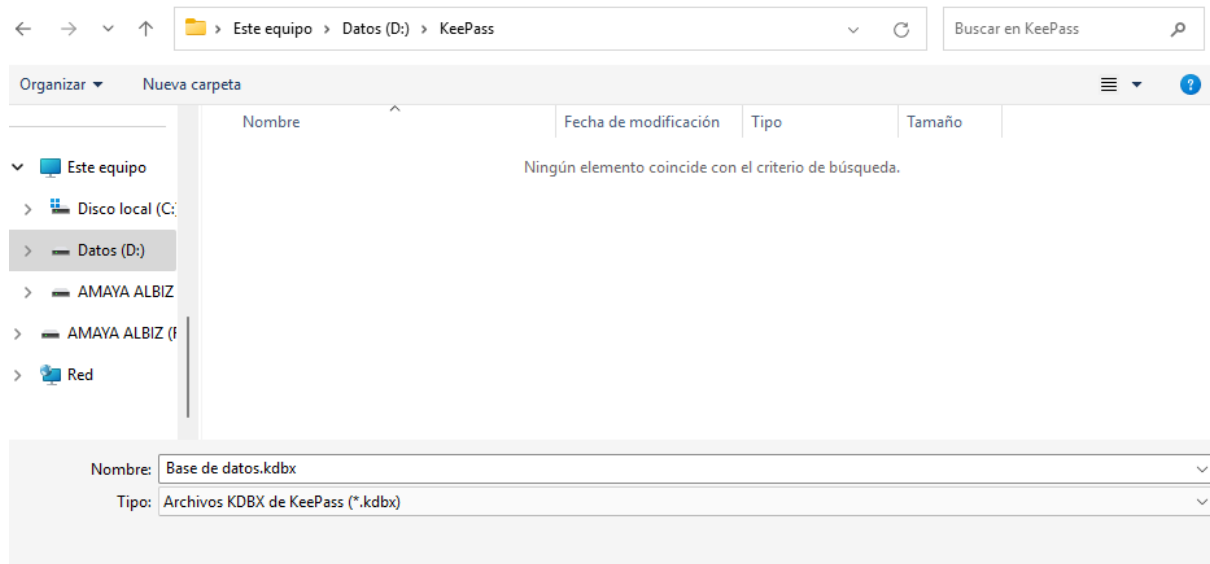 Este equipo > Datos (D:) > KeePass
Buscar en KeePass
Organizar Nueva carpeta
?
Nombre Fecha de modificación Tipo Tamaño
Ningún elemento coincide con el criterio de búsqueda.
Este equipo
Disco local (C:
Datos (D:)
AMAYA ALBIZ
AMAYA ALBIZ (F
Red
Nombre: Base de datos.kdbx
Tipo: Archivos KDBX de KeePass (*.kdbx)